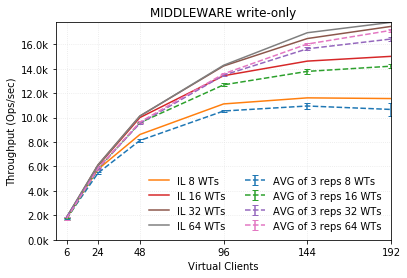 MIDDLEWARE write-only
Throughput (Ops/sec)
16.0k
14.0k
12.0k
10.0k
8.0k
6.0k
4.0k
2.0k
0.0k
IL 8 WTs
IL 16 WTs
IL 32 WTs
IL 64 WTs
AVG of 3 reps 8 WTs
AVG of 3 reps 16 WTs
AVG of 3 reps 32 WTs
AVG of 3 reps 64 WTs
6 24 48 96 144 192
Virtual Clients